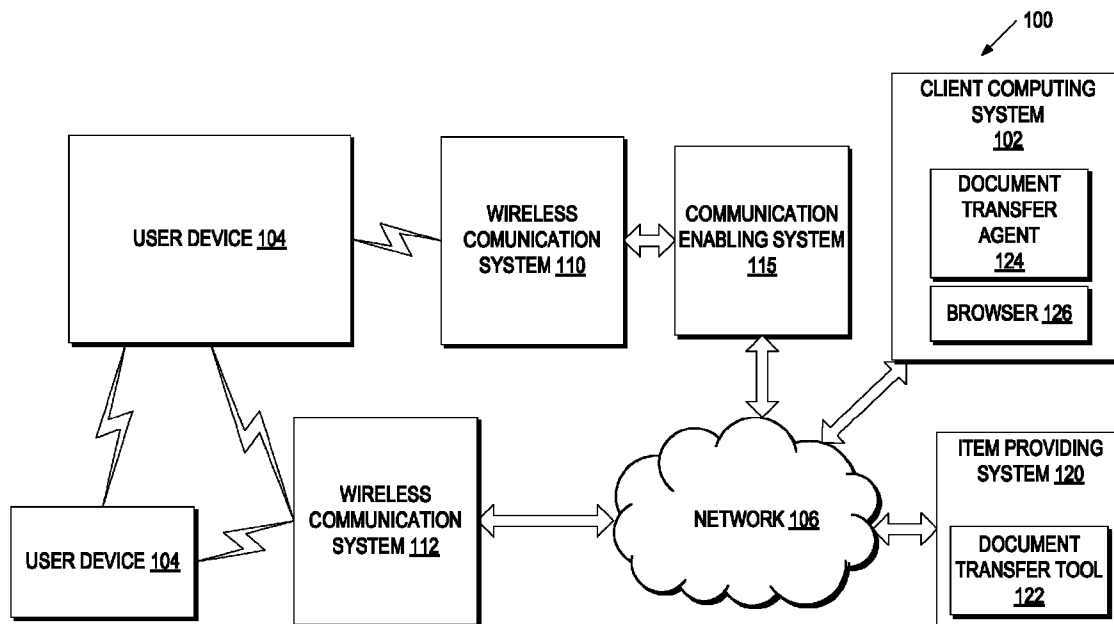 100
CLIENT COMPUTING
SYSTEM
102
DOCUMENT
TRANSFER
AGENT
124
BROWSER 126
USER DEVICE 104
WIRELESS
COMUNICATION
SYSTEM 110
COMMUNICATION
ENABLING SYSTEM
115
WIRELESS
COMMUNICATION
SYSTEM 112
USER DEVICE 104
NETWORK 106
ITEM PROVIDING
SYSTEM 120
DOCUMENT
TRANSFER TOOL
122